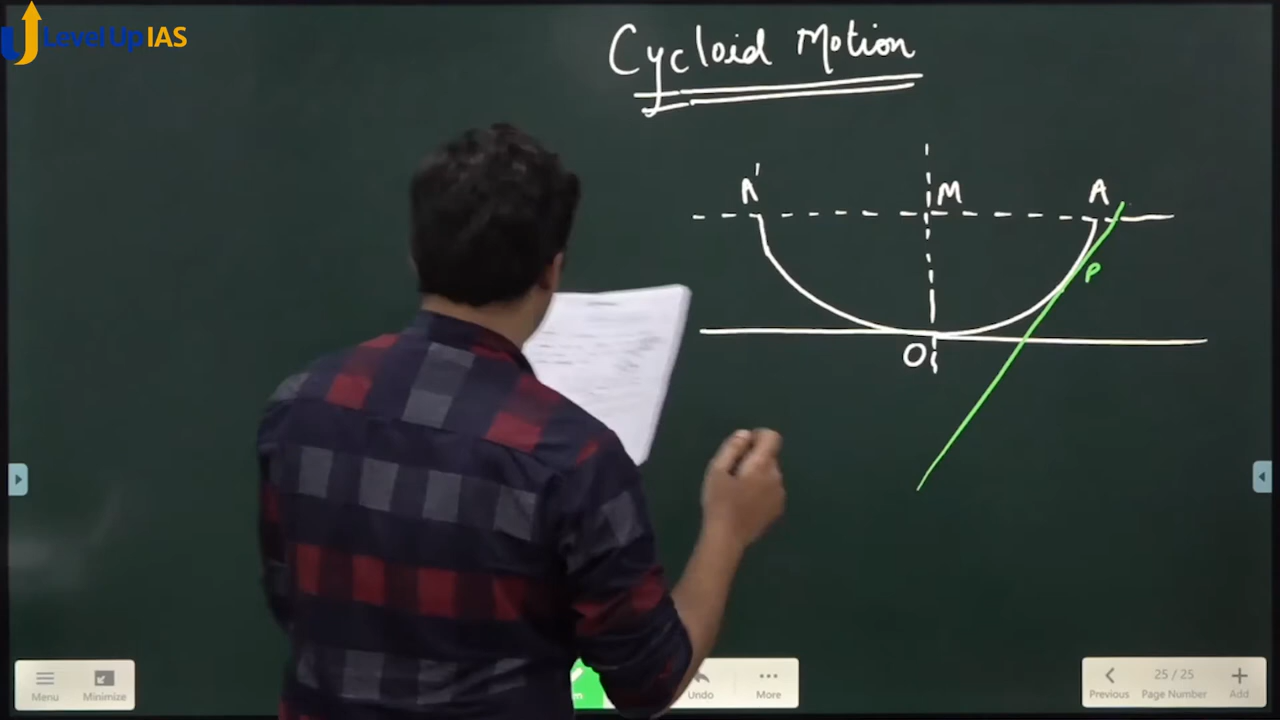 Level Up IAS
Cycloid Motion
A' M A
P
O
Menu Minimize
Undo More
Previous 25 / 25 Page Number Add